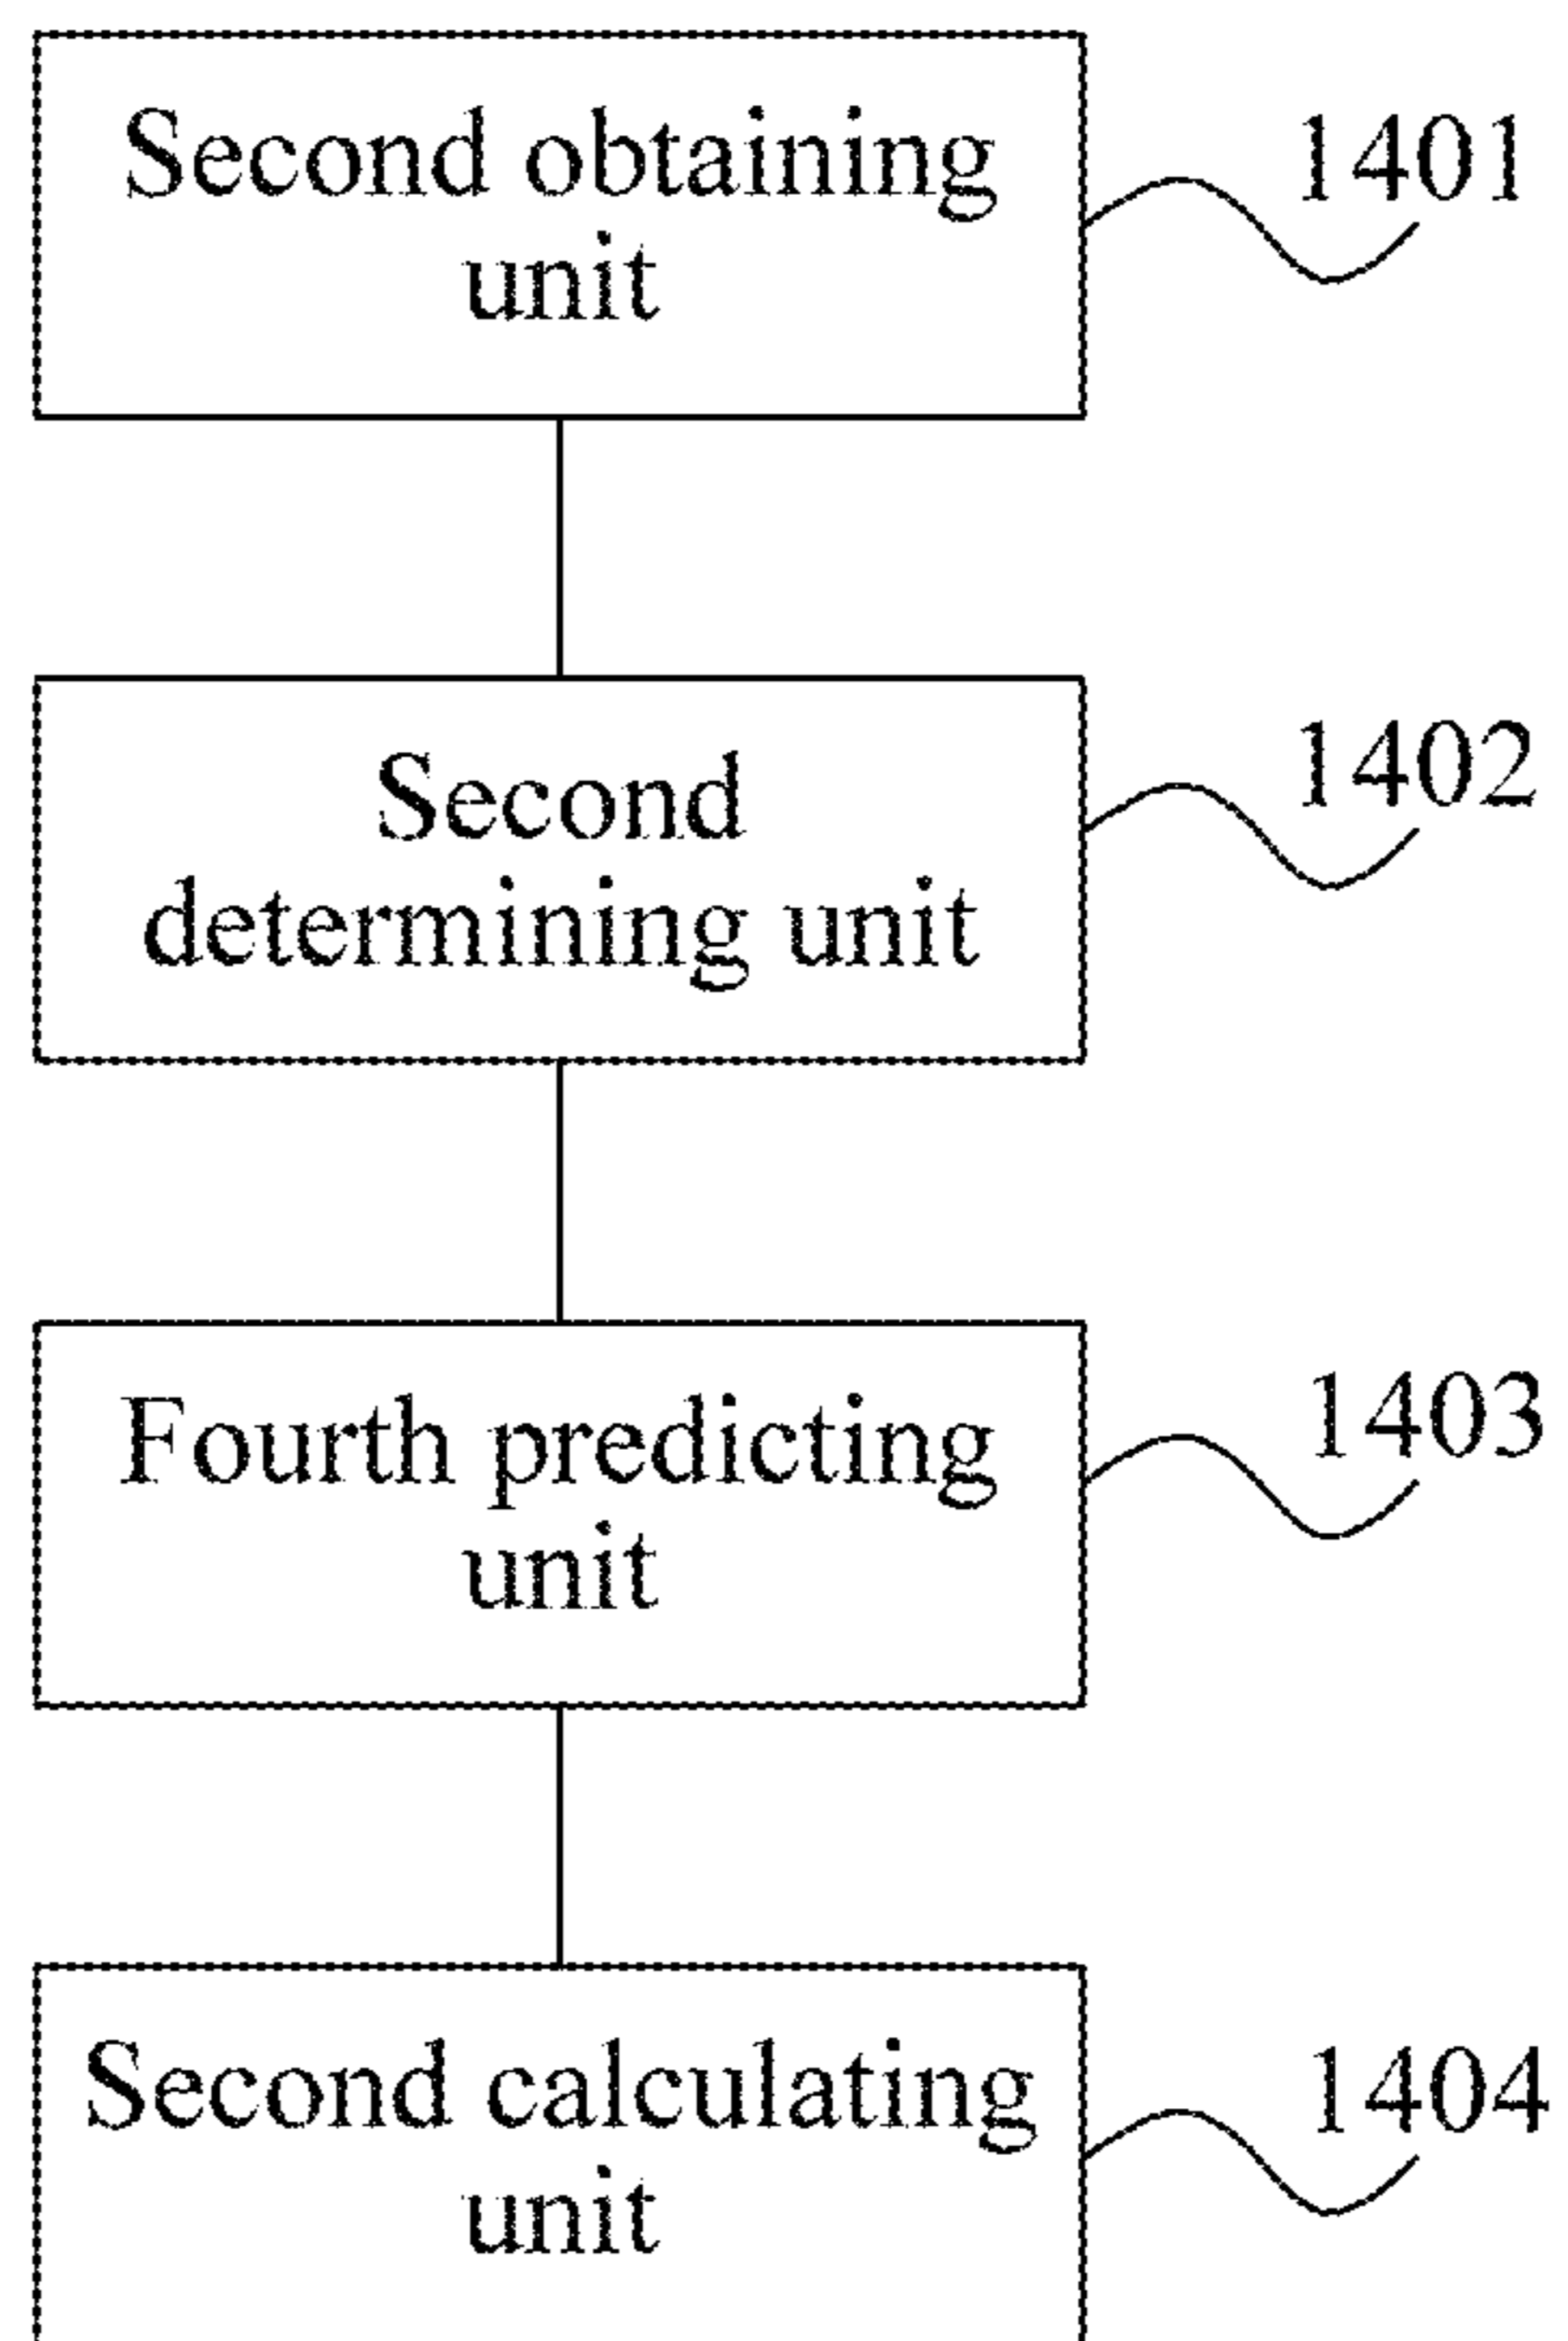 Second obtaining
unit
1401
Second
determining unit
1402
Fourth predicting
unit
1403
Second calculating
unit
1404